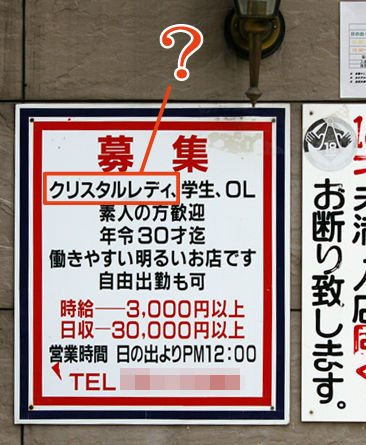 ?
募集
クリスタルレディ、学生、OL
素人の方歓迎
年令30才迄
働きやすい明るいお店です
自由出勤も可
時給―3,000円以上
日収―30,000円以上
営業時間 日の出よりPM12:00
TEL
お断り致します。